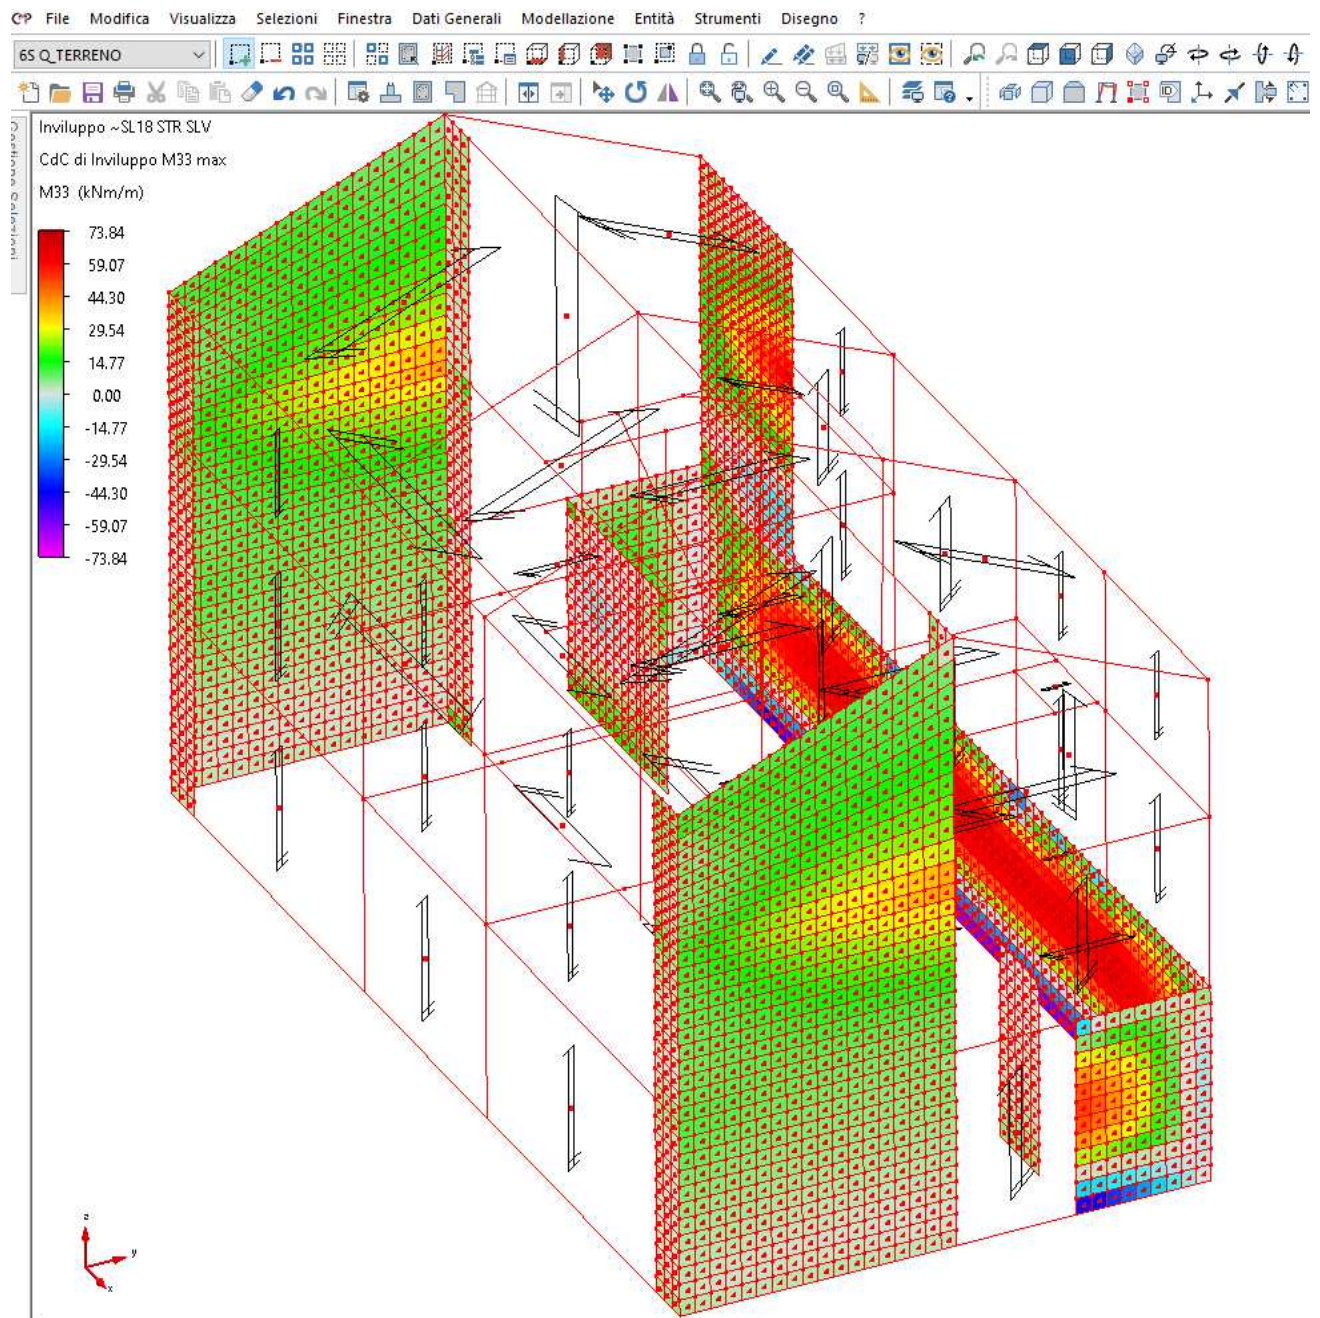 File Modifica Visualizza Selezioni Finestra Dati Generali Modellazione Entità Strumenti Disegno ?
6S Q_TERRENO
Inviluppo ~SL18 STR SLV
CdC di Inviluppo M33 max
M33 (kNm/m)
73.84
59.07
44.30
29.54
14.77
0.00
-14.77
-29.54
-44.30
-59.07
-73.84
z
y
x